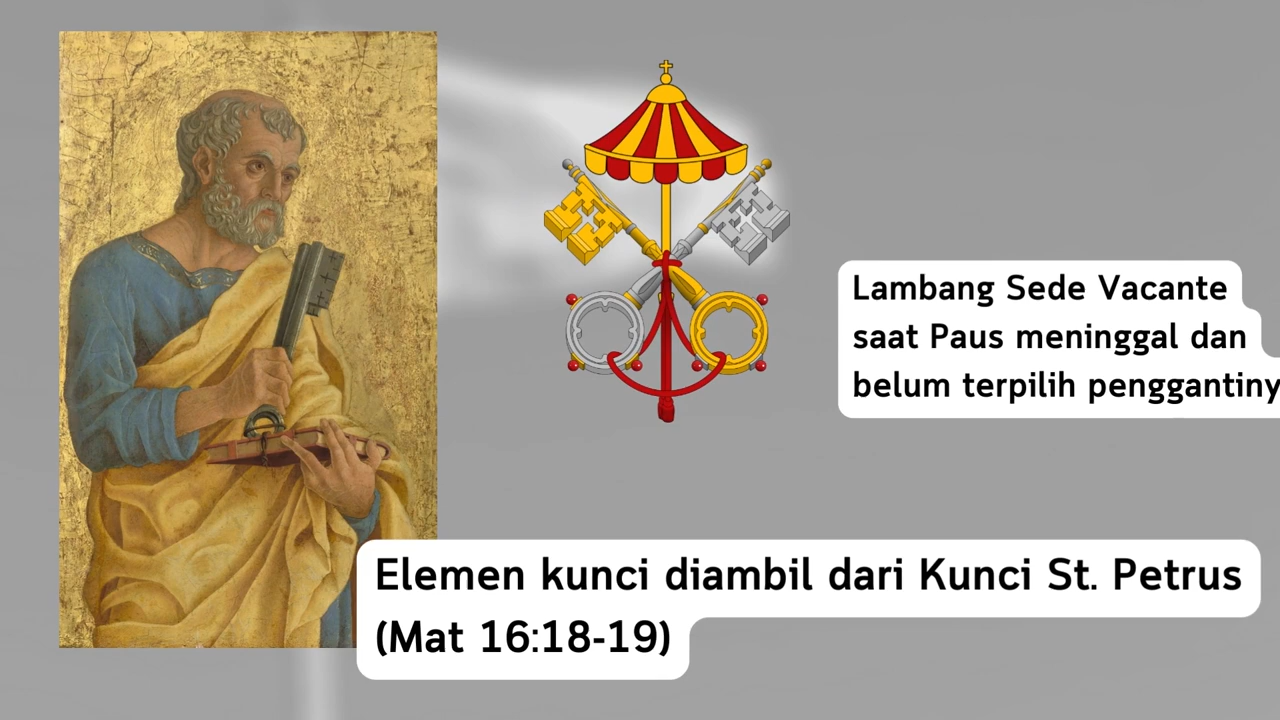 Lambang Sede Vacante
saat Paus meninggal dan
belum terpilih penggantiny
Elemen kunci diambil dari Kunci St. Petrus
(Mat 16:18-19)